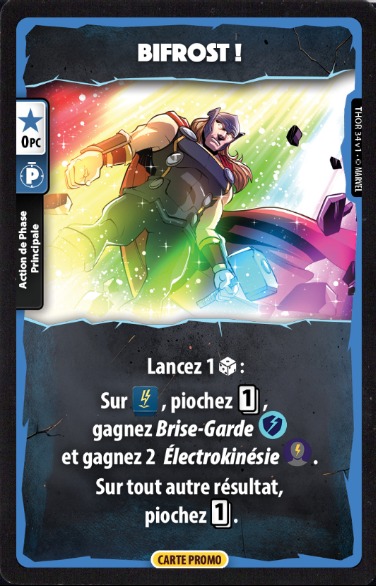 BIFROST !
0PC
P
Action de Phase
Principale
THOR 34 V1 - © MARVEL
Lancez 1 :
Sur , piochez 1 ,
gagnez Brise-Garde
et gagnez 2 Électrokinésie .
Sur tout autre résultat,
piochez 1 .
CARTE PROMO